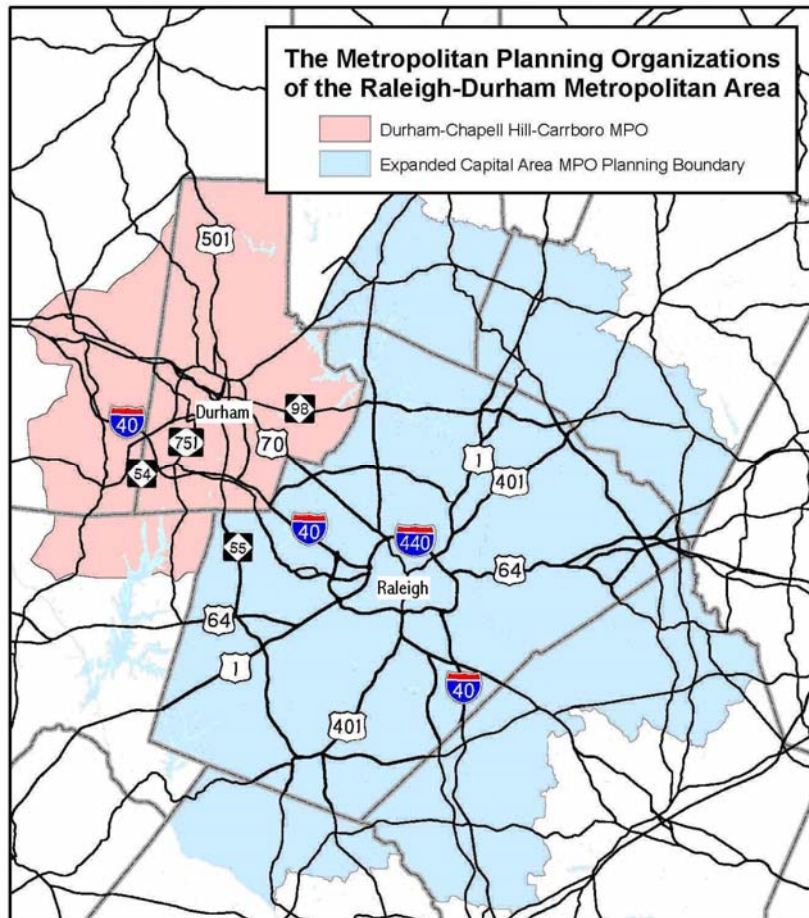 The Metropolitan Planning Organizations
of the Raleigh-Durham Metropolitan Area
Durham-Chapell Hill-Carrboro MPO
Expanded Capital Area MPO Planning Boundary
501
40
Durham
98
751
70
54
1
401
55
40
440
64
Raleigh
64
1
40
401